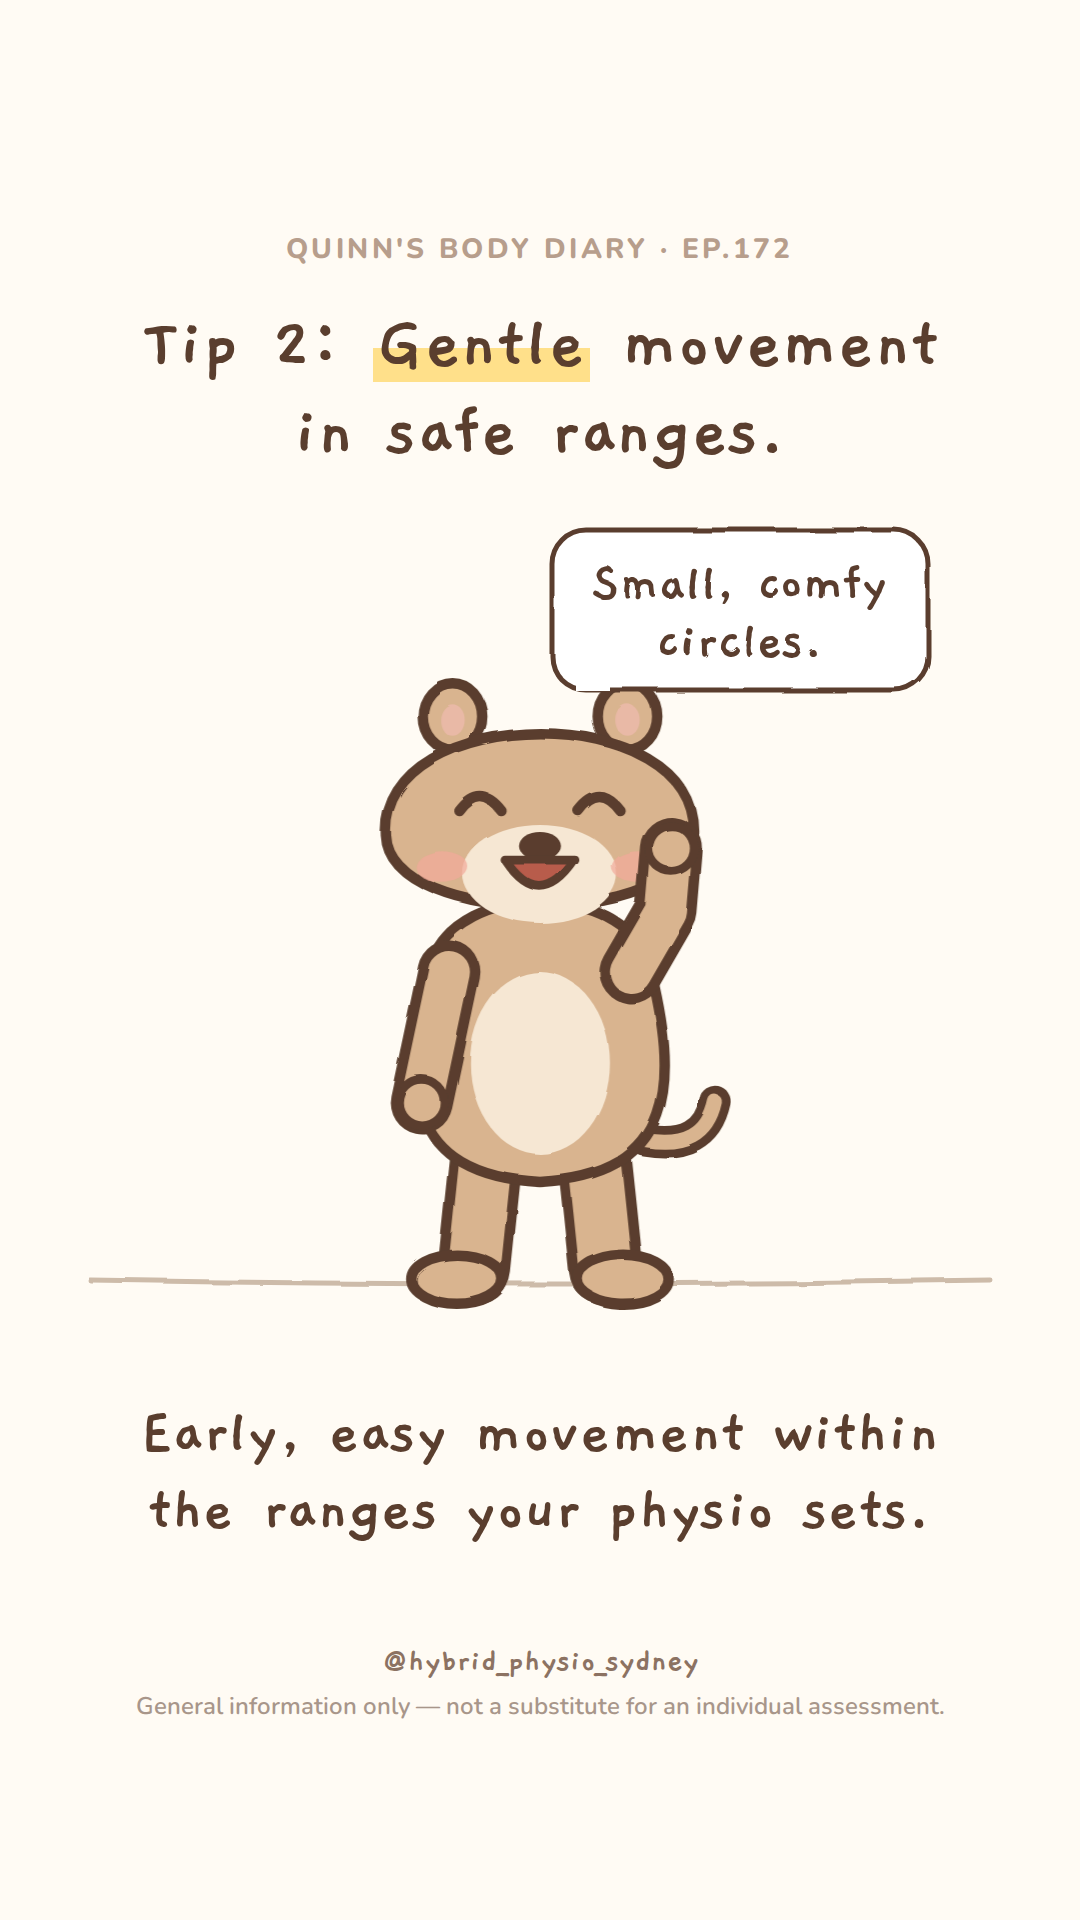 QUINN'S BODY DIARY · EP.172
Tip 2: Gentle movement
in safe ranges.
Small, comfy
circles.
Early, easy movement within
the ranges your physio sets.
@hybrid_physio_sydney
General information only — not a substitute for an individual assessment.